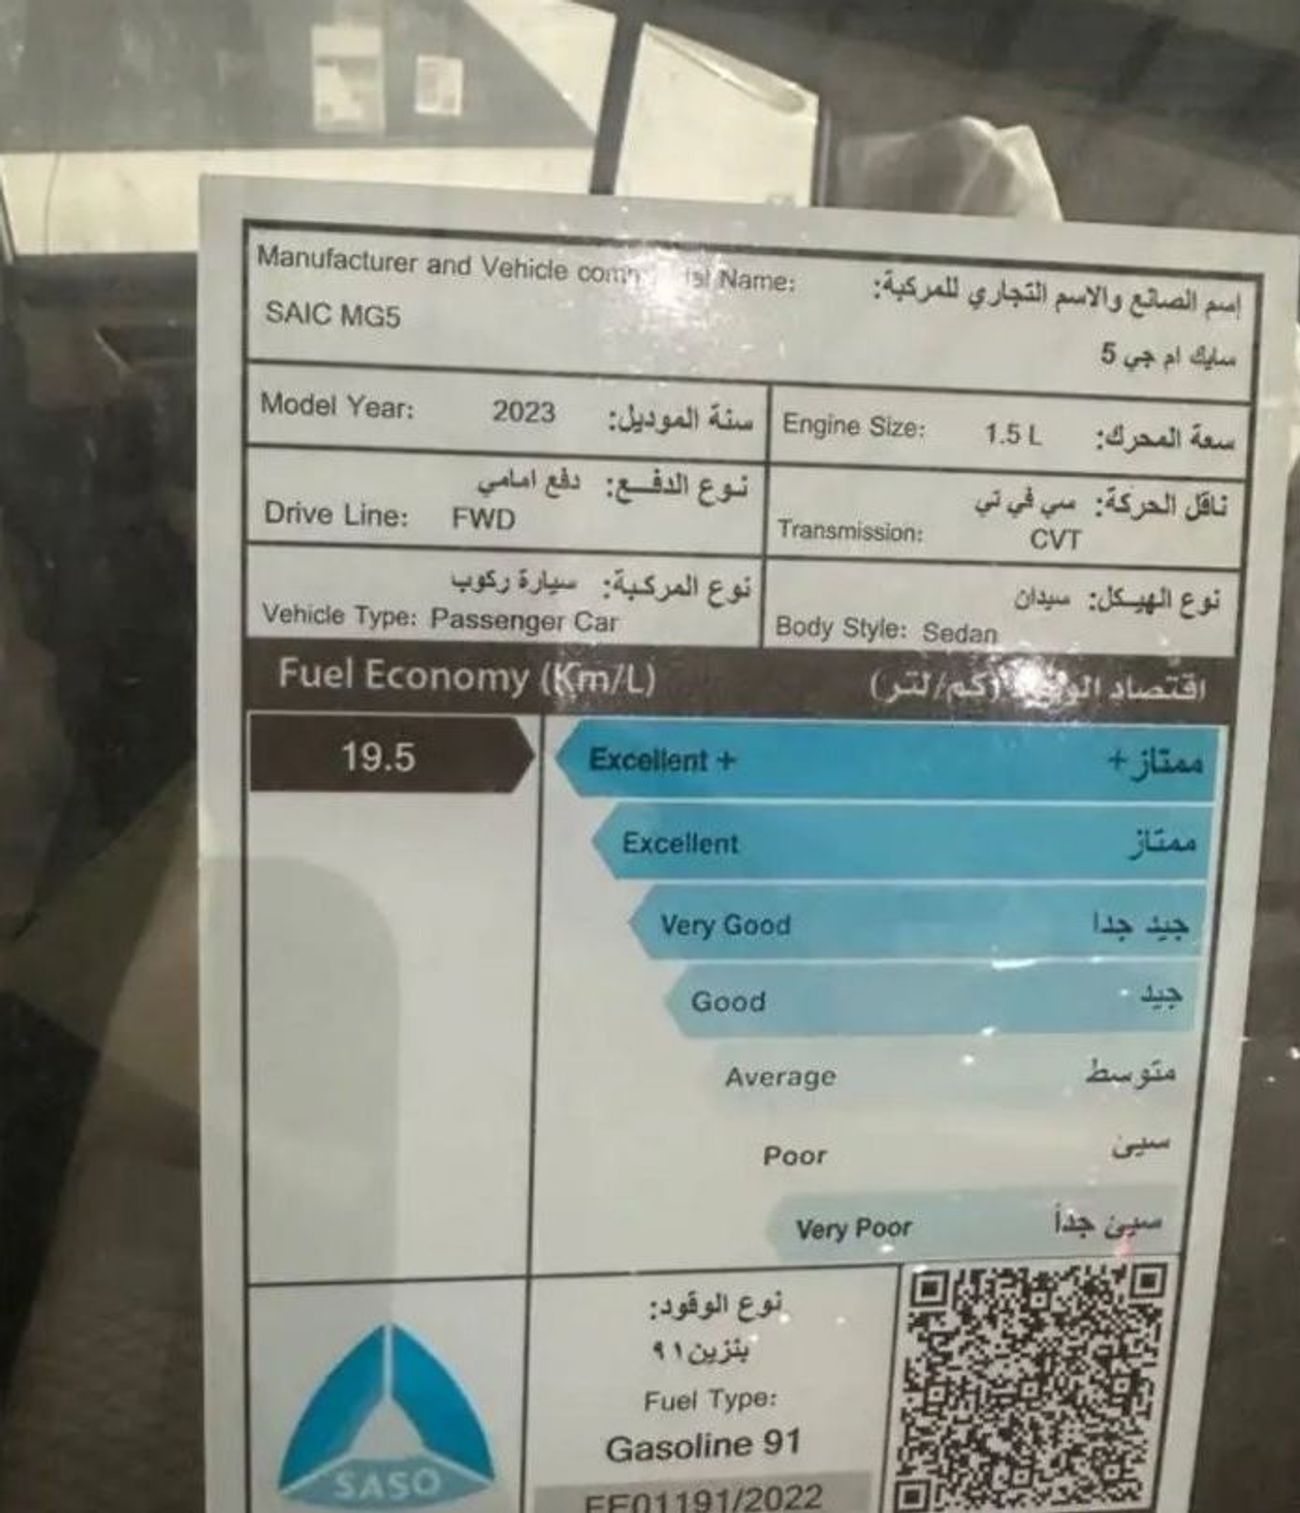 Manufacturer and Vehicle Name:
إسم الصانع والاسم التجاري للمركبة:
SAIC MG5
سايك ام جي 5
Model Year: 2023 سنة الموديل:
Engine Size: 1.5 L سعة المحرك:
نوع الدفع: دفع امامي
Drive Line: FWD
ناقل الحركة: سي في تي
Transmission: CVT
نوع المركبة: سيارة ركوب
Vehicle Type: Passenger Car
نوع الهيكل: سيدان
Body Style: Sedan
Fuel Economy (Km/L)
اقتصاد (كم/لتر)
19.5
Excellent + ممتاز+
Excellent ممتاز
Very Good جيد جدا
Good جيد
Average متوسط
Poor سيئ
Very Poor سيئ جداً
نوع الوقود:
بنزين ٩١
Fuel Type:
Gasoline 91
EE01191/2022
SASO